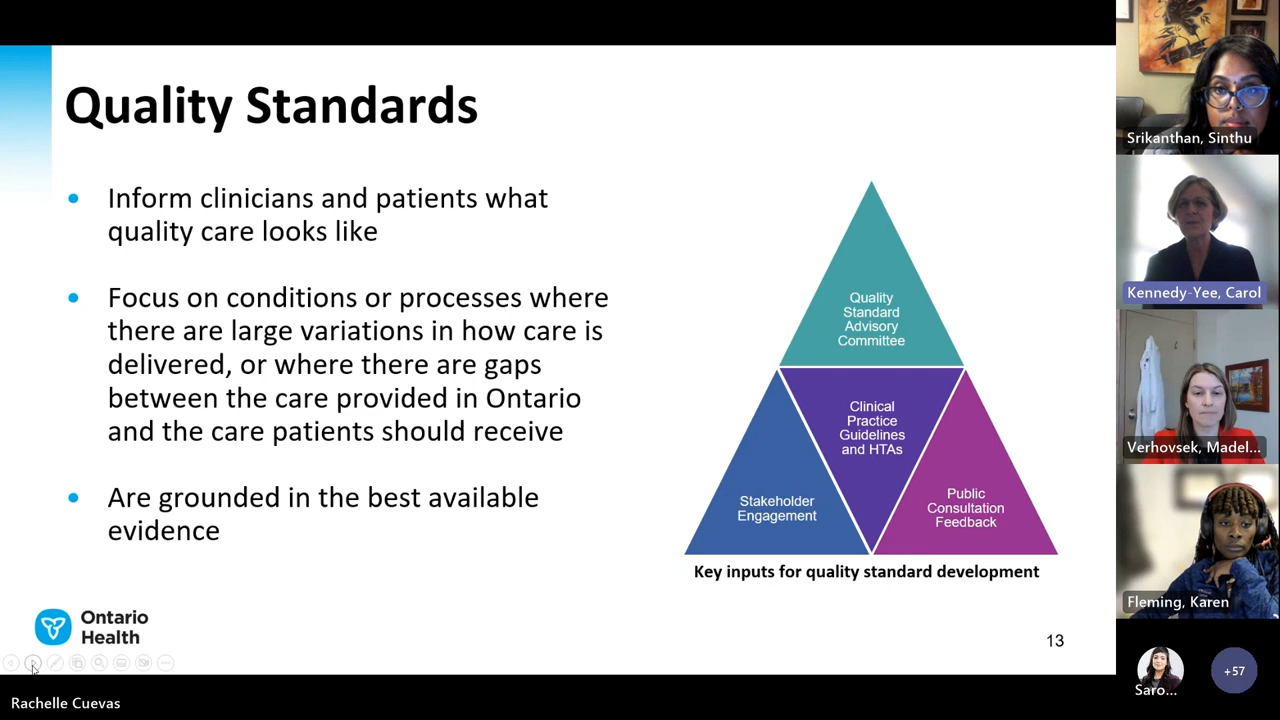 Quality Standards
Inform clinicians and patients what
quality care looks like
Focus on conditions or processes where
there are large variations in how care is
delivered, or where there are gaps
between the care provided in Ontario
and the care patients should receive
Are grounded in the best available
evidence
Quality
Standard
Advisory
Committee
Clinical
Practice
Guidelines
and HTAs
Stakeholder
Engagement
Public
Consultation
Feedback
Key inputs for quality standard development
Ontario
Health
13
Rachelle Cuevas
Srikanthan, Sinthu
Kennedy-Yee, Carol
Verhovsek, Madel...
Fleming, Karen
Saro...
+57